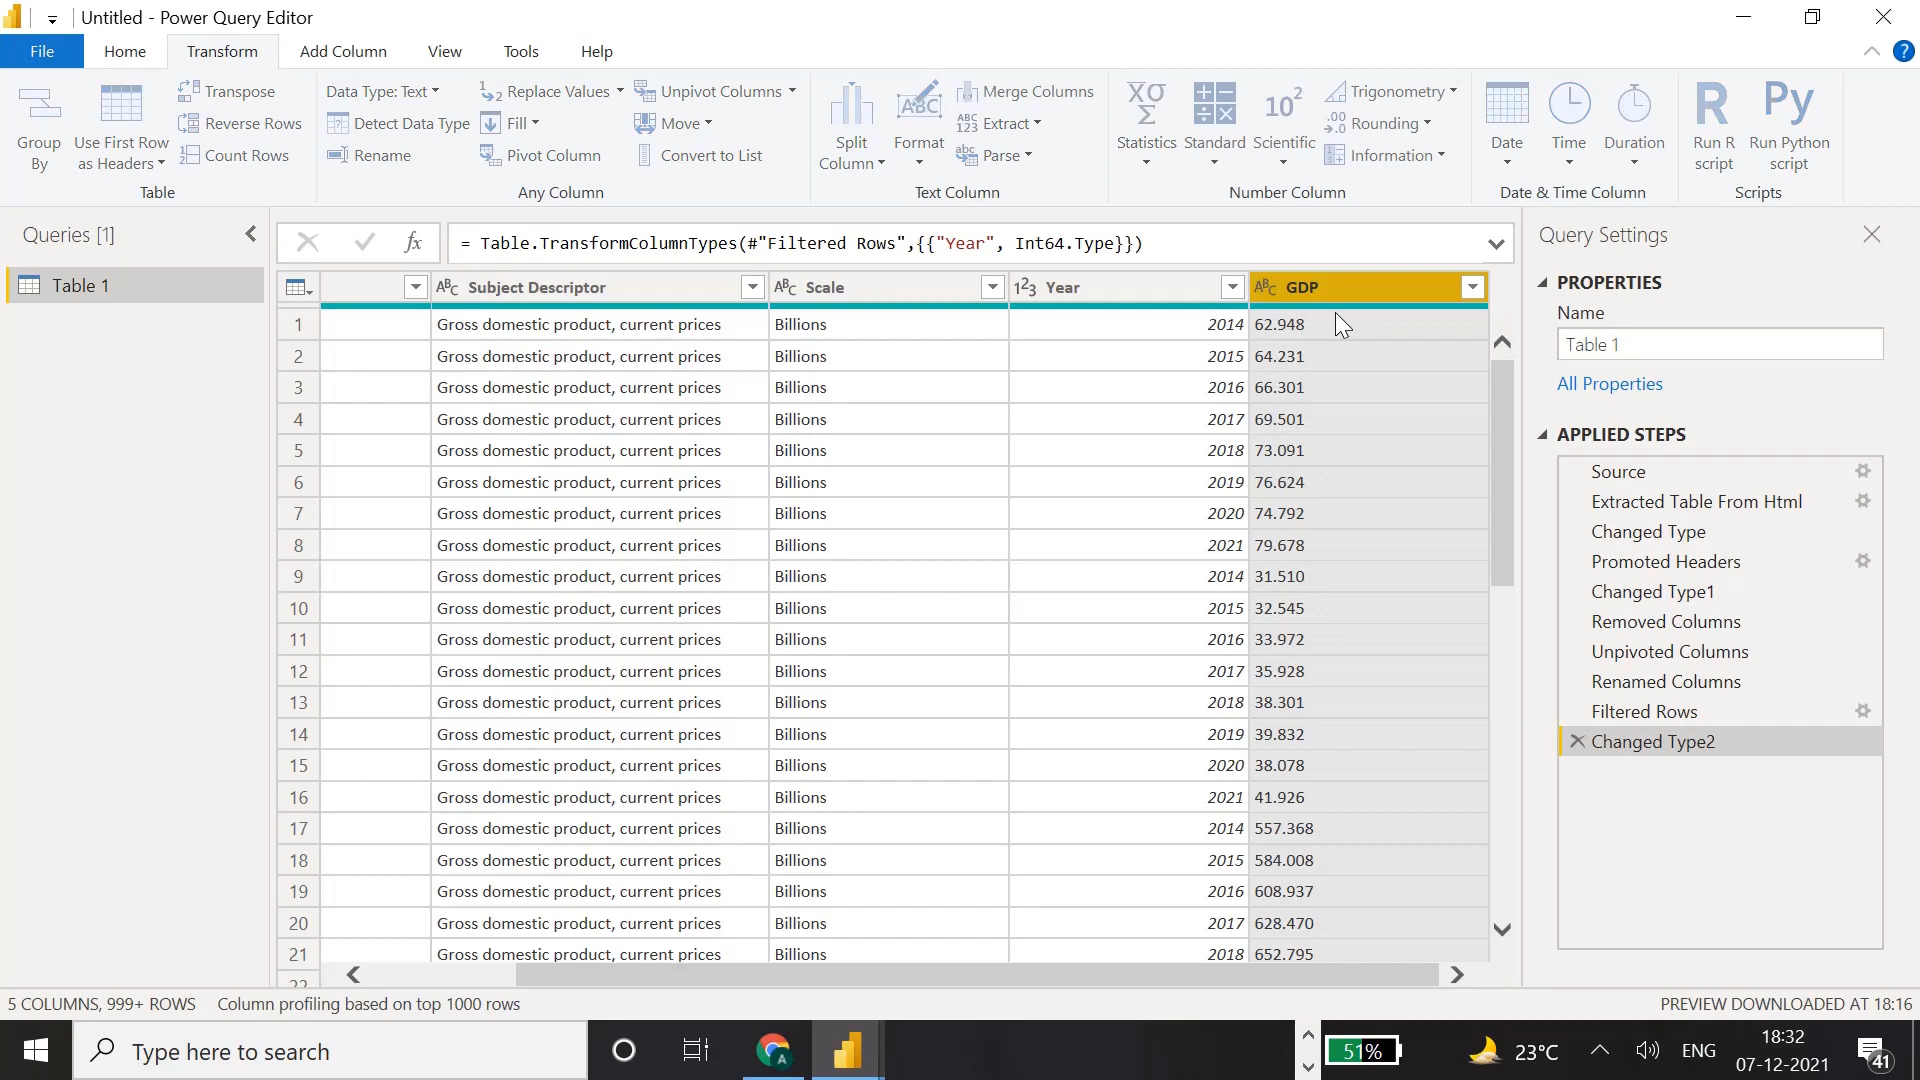 Untitled - Power Query Editor
File Home Transform Add Column View Tools Help
Group By
Use First Row as Headers
Transpose
Reverse Rows
Count Rows
Table
Data Type: Text
Detect Data Type
Rename
Replace Values
Fill
Pivot Column
Unpivot Columns
Move
Convert to List
Any Column
Split Column
Format
ABC
Merge Columns
ABC 123 Extract
abc Parse
Text Column
XO Σ Statistics
Standard
10² Scientific
Trigonometry
.00 Rounding
Information
Number Column
Date
Time
Duration
Date & Time Column
R Run R script
Py Run Python script
Scripts
Queries [1]
Table 1
fx = Table.TransformColumnTypes(#"Filtered Rows",{{"Year", Int64.Type}})
ABC Subject Descriptor ABC Scale 123 Year ABC GDP
1 Gross domestic product, current prices Billions 2014 62.948
2 Gross domestic product, current prices Billions 2015 64.231
3 Gross domestic product, current prices Billions 2016 66.301
4 Gross domestic product, current prices Billions 2017 69.501
5 Gross domestic product, current prices Billions 2018 73.091
6 Gross domestic product, current prices Billions 2019 76.624
7 Gross domestic product, current prices Billions 2020 74.792
8 Gross domestic product, current prices Billions 2021 79.678
9 Gross domestic product, current prices Billions 2014 31.510
10 Gross domestic product, current prices Billions 2015 32.545
11 Gross domestic product, current prices Billions 2016 33.972
12 Gross domestic product, current prices Billions 2017 35.928
13 Gross domestic product, current prices Billions 2018 38.301
14 Gross domestic product, current prices Billions 2019 39.832
15 Gross domestic product, current prices Billions 2020 38.078
16 Gross domestic product, current prices Billions 2021 41.926
17 Gross domestic product, current prices Billions 2014 557.368
18 Gross domestic product, current prices Billions 2015 584.008
19 Gross domestic product, current prices Billions 2016 608.937
20 Gross domestic product, current prices Billions 2017 628.470
21 Gross domestic product, current prices Billions 2018 652.795
22
Query Settings
PROPERTIES
Name
Table 1
All Properties
APPLIED STEPS
Source
Extracted Table From Html
Changed Type
Promoted Headers
Changed Type1
Removed Columns
Unpivoted Columns
Renamed Columns
Filtered Rows
Changed Type2
5 COLUMNS, 999+ ROWS Column profiling based on top 1000 rows PREVIEW DOWNLOADED AT 18:16
Type here to search
51%
23°C
ENG
18:32
07-12-2021
41